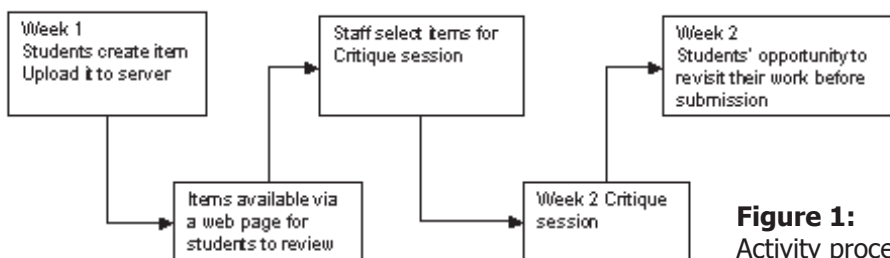 Week 1
Students create item
Upload it to server
Items available via
a web page for
students to review
Staff select items for
Critique session
Week 2 Critique
session
Week 2
Students' opportunity to
revisit their work before
submission
Figure 1:
Activity proce